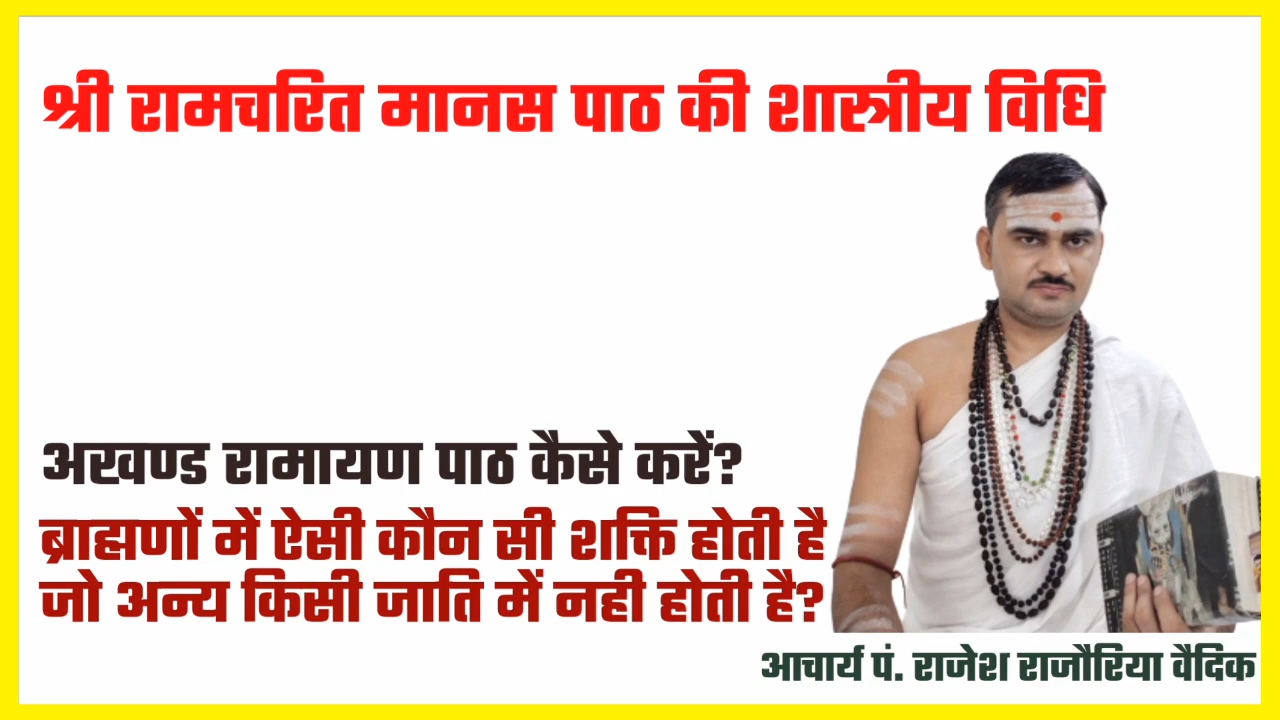 श्री रामचरित मानस पाठ की शास्त्रीय विधि
अखण्ड रामायण पाठ कैसे करें?
ब्राह्मणों में ऐसी कौन सी शक्ति होती है
जो अन्य किसी जाति में नही होती है?
आचार्य पं. राजेश राजौरिया वैदिक